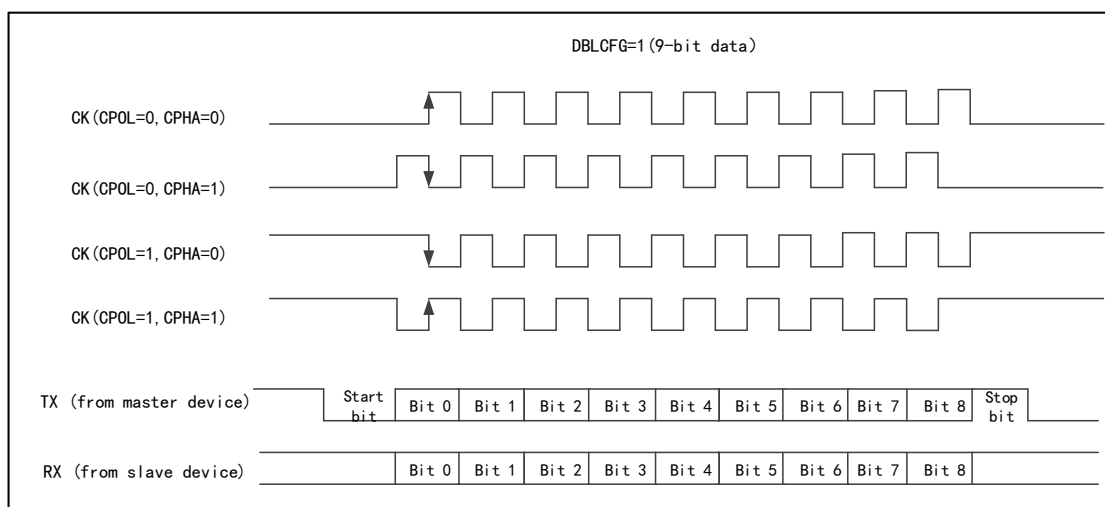 DBLCFG=1(9-bit data)
CK(CPOL=0,CPHA=0)
CK(CPOL=0,CPHA=1)
CK(CPOL=1,CPHA=0)
CK(CPOL=1,CPHA=1)
TX (from master device) Start bit Bit 0 Bit 1 Bit 2 Bit 3 Bit 4 Bit 5 Bit 6 Bit 7 Bit 8 Stop bit
RX (from slave device) Bit 0 Bit 1 Bit 2 Bit 3 Bit 4 Bit 5 Bit 6 Bit 7 Bit 8